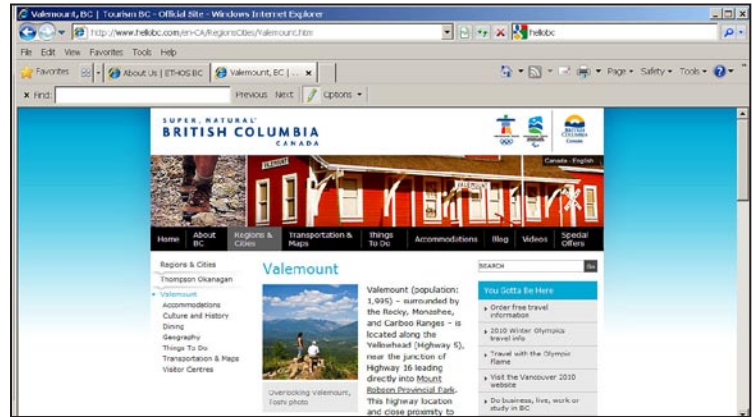 Valemount, BC | Tourism BC - Official Site - Windows Internet Explorer
http://www.hellobc.com/en-CA/RegionsCities/Valemount.htm
hellobc
File Edit View Favorites Tools Help
Favorites
About Us | ETHOS BC
Valemount, BC | ...
Page Safety Tools
x Find:
Previous Next Options
SUPER, NATURAL
BRITISH COLUMBIA
CANADA
BRITISH
COLUMBIA
Canada
Canada - English
VALEMOUNT
VALEMOUNT
Home
About
BC
Regions &
Cities
Transportation &
Maps
Things
To Do
Accommodations
Blog
Videos
Special
Offers
Regions & Cities
Thompson Okanagan
Valemount
Accommodations
Culture and History
Dining
Geography
Things To Do
Transportation & Maps
Visitor Centres
Valemount
Overlooking Valemount,
Toshi photo
Valemount (population:
1,995) – surrounded by
the Rocky, Monashee,
and Cariboo Ranges – is
located along the
Yellowhead (Highway 5),
near the junction of
Highway 16 leading
directly into Mount
Robson Provincial Park.
This highway location
and close proximity to
SEARCH
Go
You Gotta Be Here
Order free travel
information
2010 Winter Olympics
travel info
Travel with the Olympic
Flame
Visit the Vancouver 2010
website
Do business, live, work or
study in BC